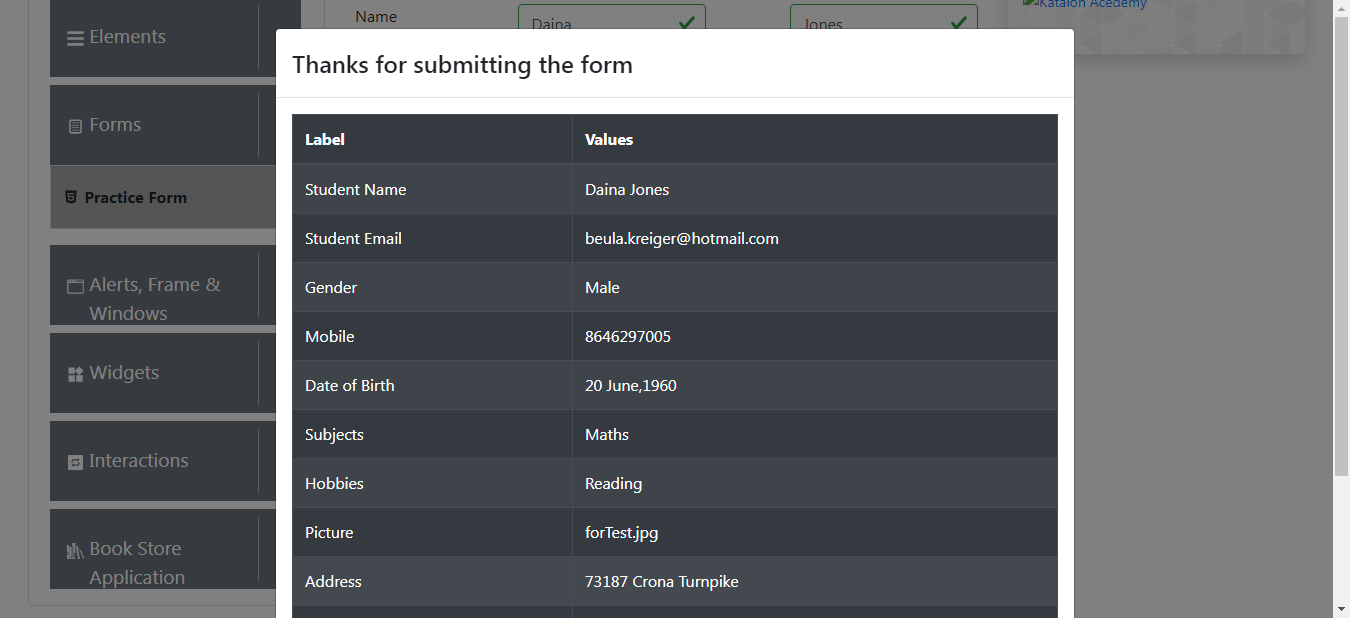 Name
Daina
Jones
Katalon Acedemy
Elements
Forms
Practice Form
Alerts, Frame &
Windows
Widgets
Interactions
Book Store
Application
Thanks for submitting the form
Label Values
Student Name Daina Jones
Student Email beula.kreiger@hotmail.com
Gender Male
Mobile 8646297005
Date of Birth 20 June,1960
Subjects Maths
Hobbies Reading
Picture forTest.jpg
Address 73187 Crona Turnpike